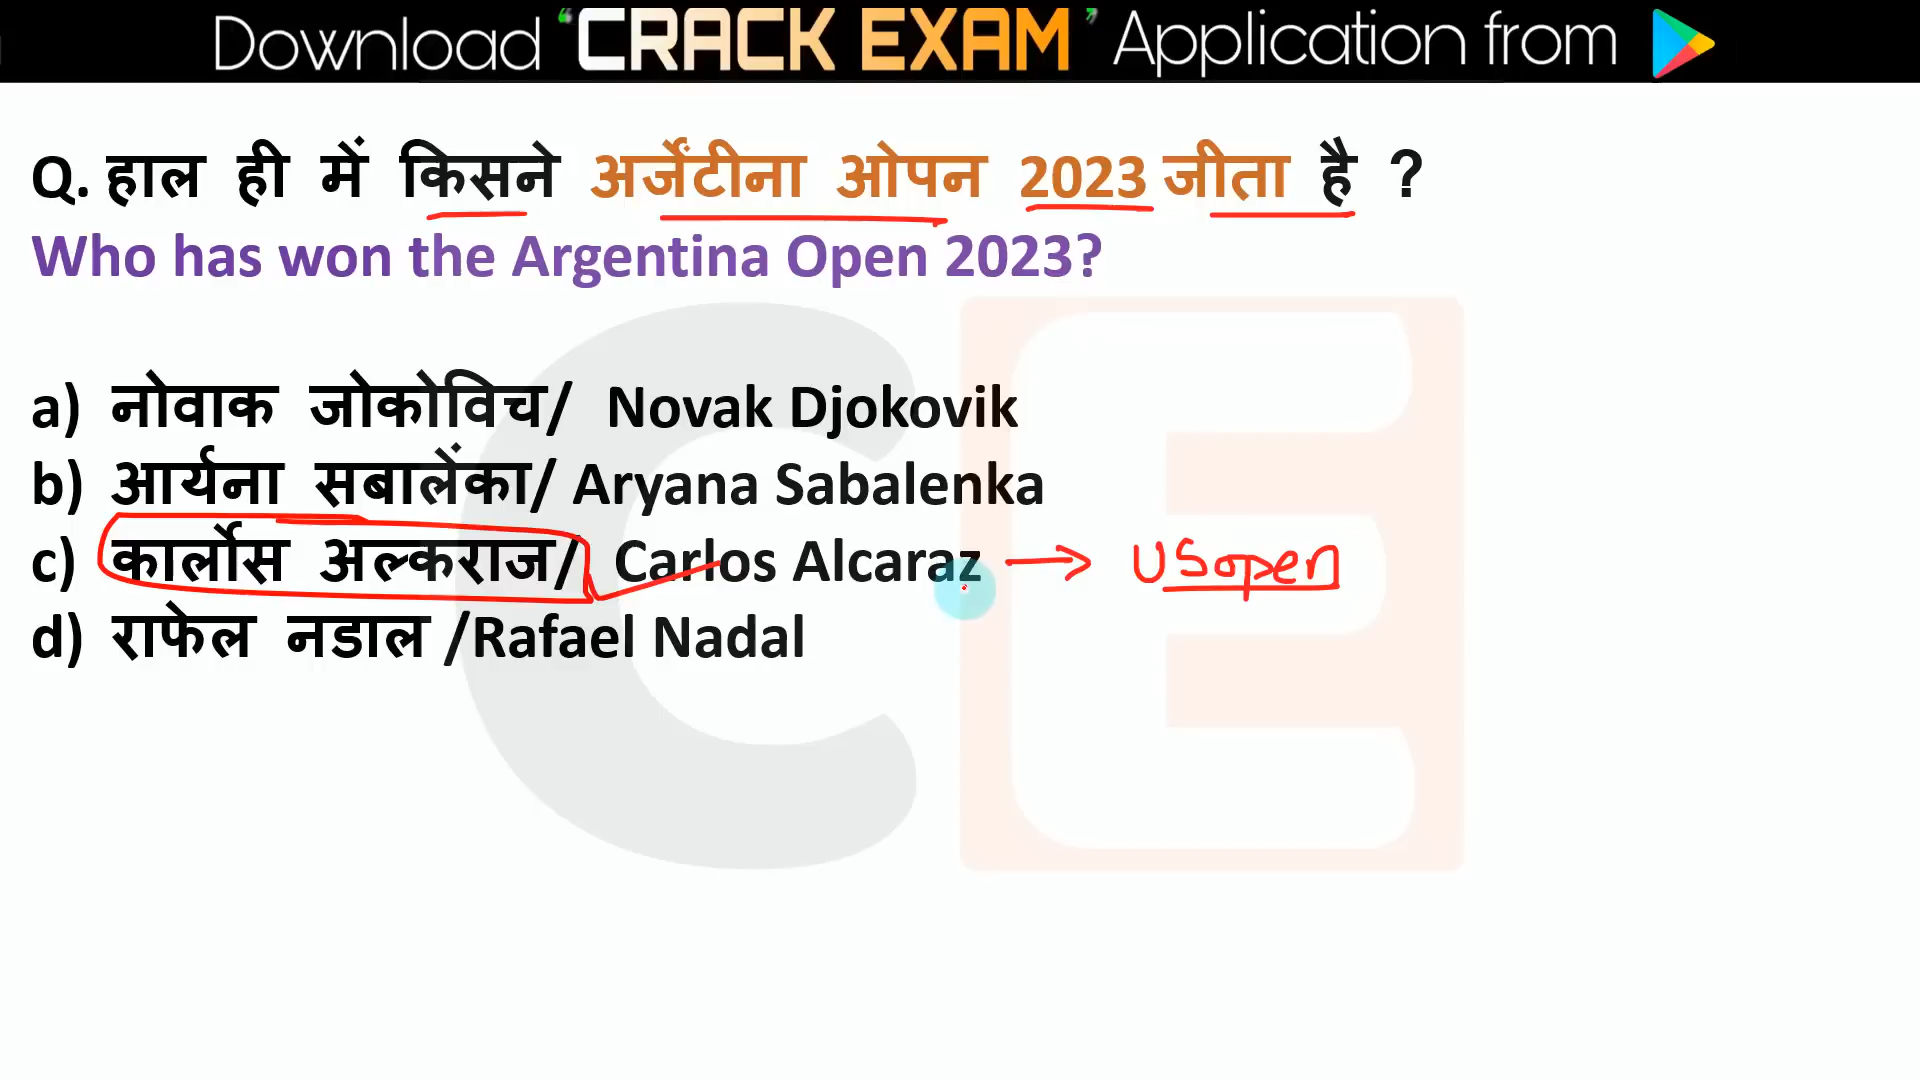 Download ‘CRACK EXAM’ Application from
Q. हाल ही में किसने अर्जेंटीना ओपन 2023 जीता है ?
Who has won the Argentina Open 2023?
a) नोवाक जोकोविच/ Novak Djokovik
b) आर्यना सबालेंका/ Aryana Sabalenka
c) कार्लोस अल्कराज/ Carlos Alcaraz → US open
d) राफेल नडाल /Rafael Nadal
CE